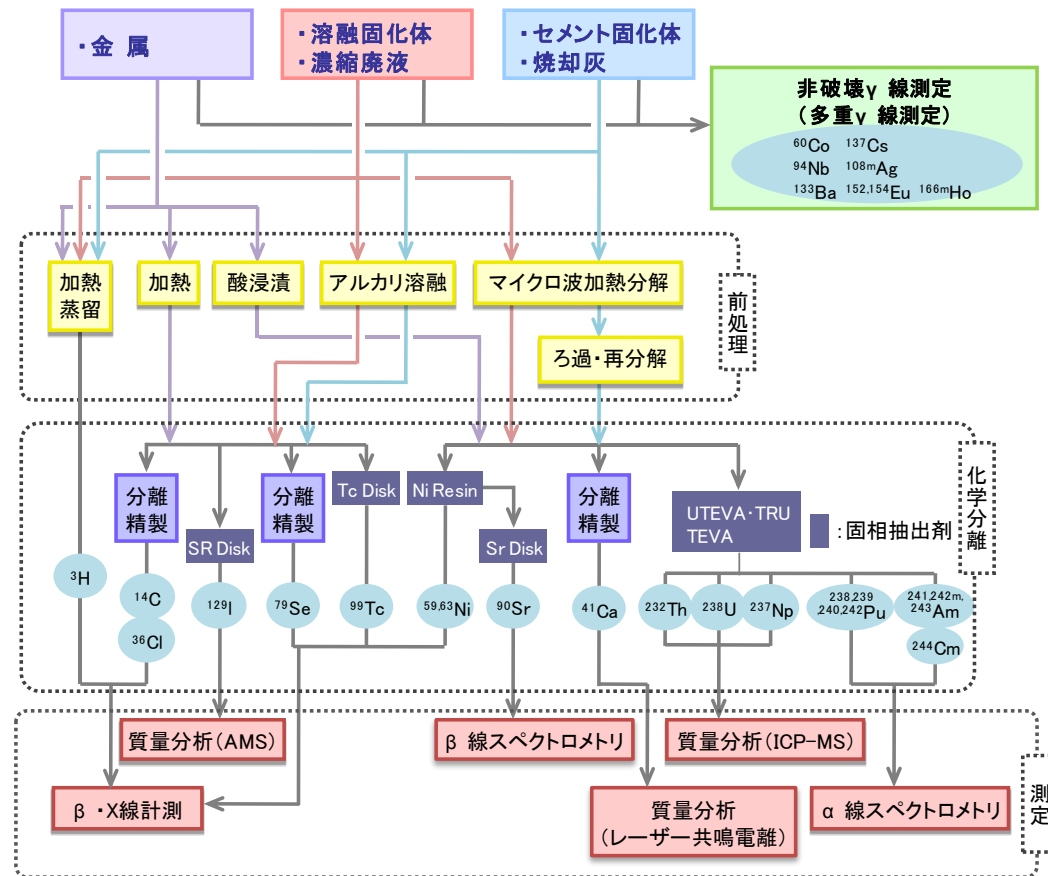 ・金 属
・溶融固化体
・濃縮廃液
・セメント固化体
・焼却灰
非破壊γ 線測定
（多重γ 線測定）
60Co 137Cs
94Nb 108mAg
133Ba 152,154Eu 166mHo
加熱
蒸留
加熱
酸浸漬
アルカリ溶融
マイクロ波加熱分解
ろ過・再分解
前処理
分離
精製
SR Disk
分離
精製
Tc Disk
Ni Resin
Sr Disk
分離
精製
UTEVA・TRU
TEVA
：固相抽出剤
化学分離
3H
14C
36Cl
129I
79Se
99Tc
59,63Ni
90Sr
41Ca
232Th
238U
237Np
238,239
,240,242Pu
241,242m,
243Am
244Cm
質量分析（AMS）
β 線スペクトロメトリ
質量分析（ICP-MS）
β ・X線計測
質量分析
（レーザー共鳴電離）
α 線スペクトロメトリ
測定